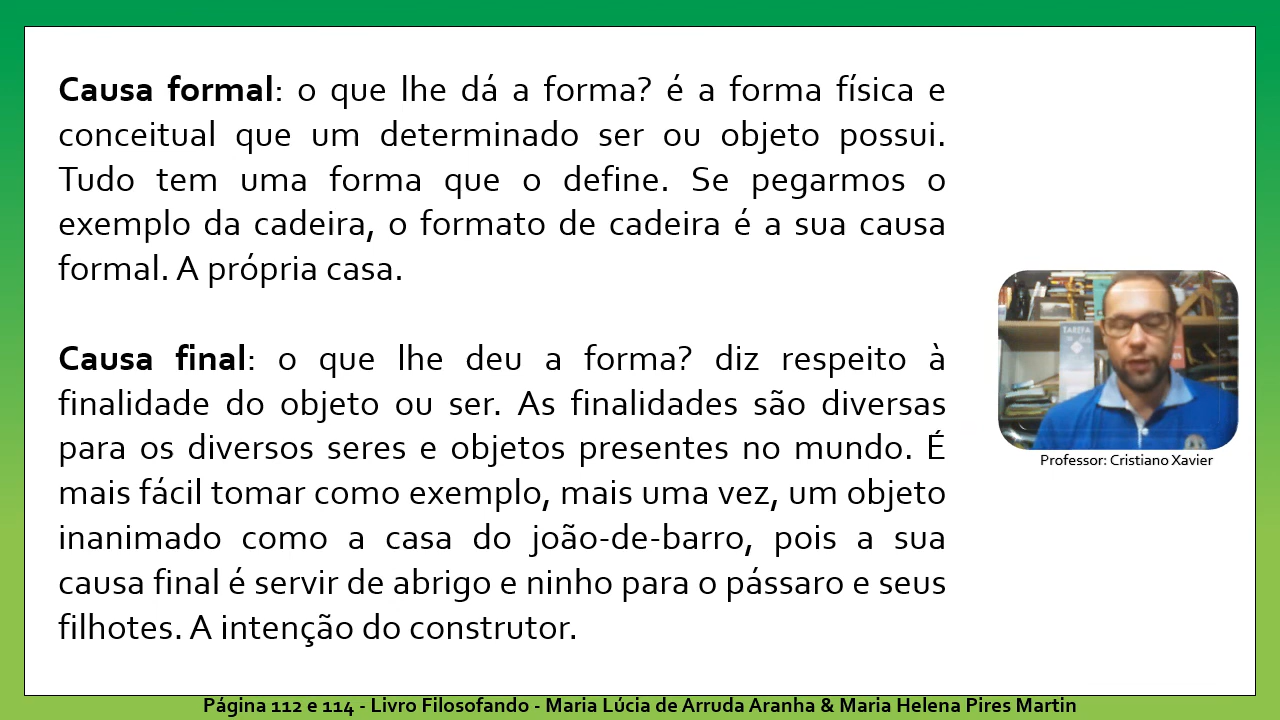 Causa formal: o que lhe dá a forma? é a forma física e
conceitual que um determinado ser ou objeto possui.
Tudo tem uma forma que o define. Se pegarmos o
exemplo da cadeira, o formato de cadeira é a sua causa
formal. A própria casa.
Causa final: o que lhe deu a forma? diz respeito à
finalidade do objeto ou ser. As finalidades são diversas
para os diversos seres e objetos presentes no mundo. É
mais fácil tomar como exemplo, mais uma vez, um objeto
inanimado como a casa do joão-de-barro, pois a sua
causa final é servir de abrigo e ninho para o pássaro e seus
filhotes. A intenção do construtor.
TAREFA
Professor: Cristiano Xavier
Página 112 e 114 - Livro Filosofando - Maria Lúcia de Arruda Aranha & Maria Helena Pires Martin